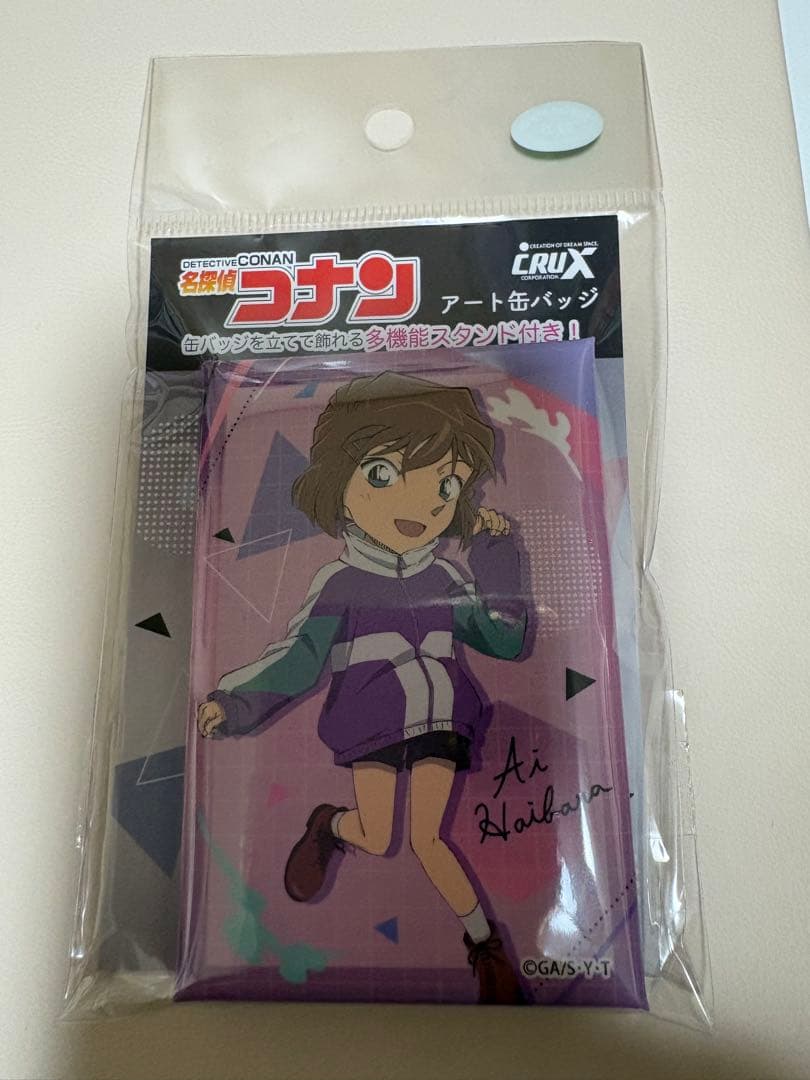 DETECTIVE CONAN
名探偵コナン
CREATION OF DREAM SPACE.
CRUX
CORPORATION
アート缶バッジ
缶バッジを立てて飾れる多機能スタンド付き！
Ai
Haibara
©GA/S・Y・T